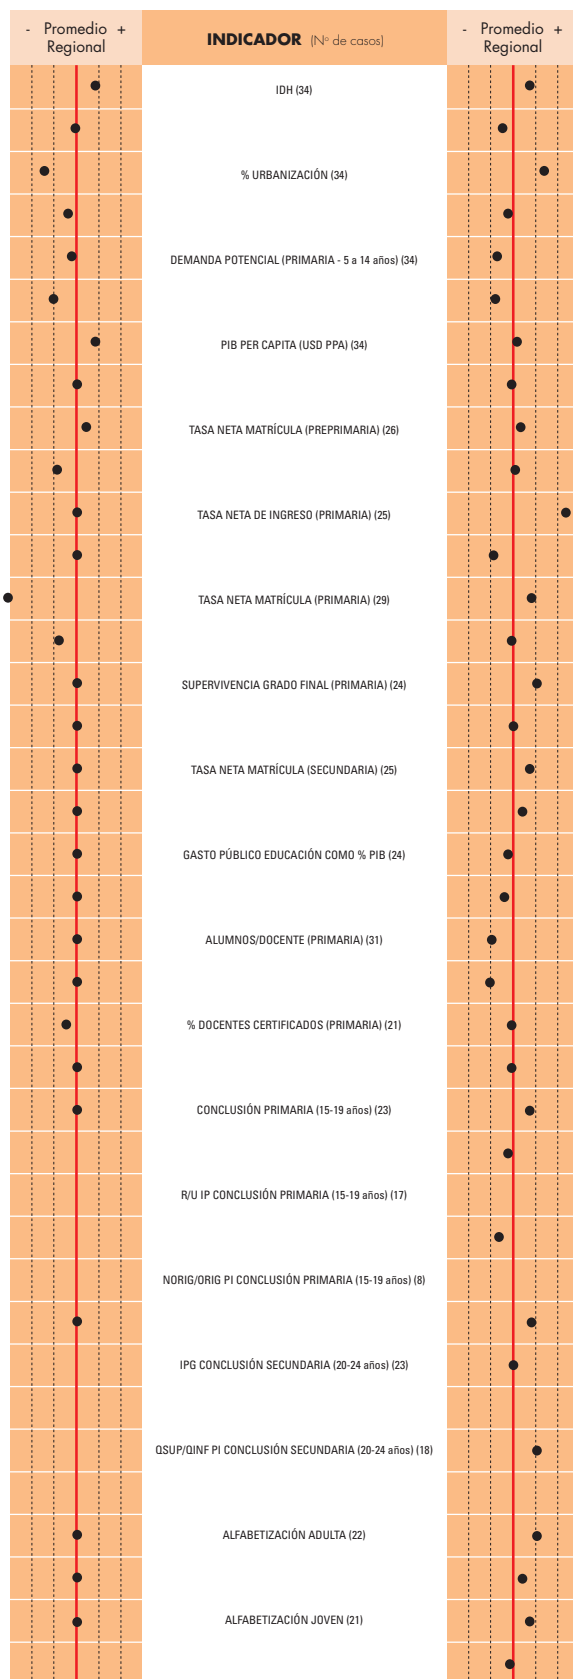 - Promedio +
Regional
INDICADOR (Nº de casos)
- Promedio +
Regional
IDH (34)
% URBANIZACIÓN (34)
DEMANDA POTENCIAL (PRIMARIA - 5 a 14 años) (34)
PIB PER CAPITA (USD PPA) (34)
TASA NETA MATRÍCULA (PREPRIMARIA) (26)
TASA NETA DE INGRESO (PRIMARIA) (25)
TASA NETA MATRÍCULA (PRIMARIA) (29)
SUPERVIVENCIA GRADO FINAL (PRIMARIA) (24)
TASA NETA MATRÍCULA (SECUNDARIA) (25)
GASTO PÚBLICO EDUCACIÓN COMO % PIB (24)
ALUMNOS/DOCENTE (PRIMARIA) (31)
% DOCENTES CERTIFICADOS (PRIMARIA) (21)
CONCLUSIÓN PRIMARIA (15-19 años) (23)
R/U IP CONCLUSIÓN PRIMARIA (15-19 años) (17)
NORIG/ORIG PI CONCLUSIÓN PRIMARIA (15-19 años) (8)
IPG CONCLUSIÓN SECUNDARIA (20-24 años) (23)
QSUP/QINF PI CONCLUSIÓN SECUNDARIA (20-24 años) (18)
ALFABETIZACIÓN ADULTA (22)
ALFABETIZACIÓN JOVEN (21)